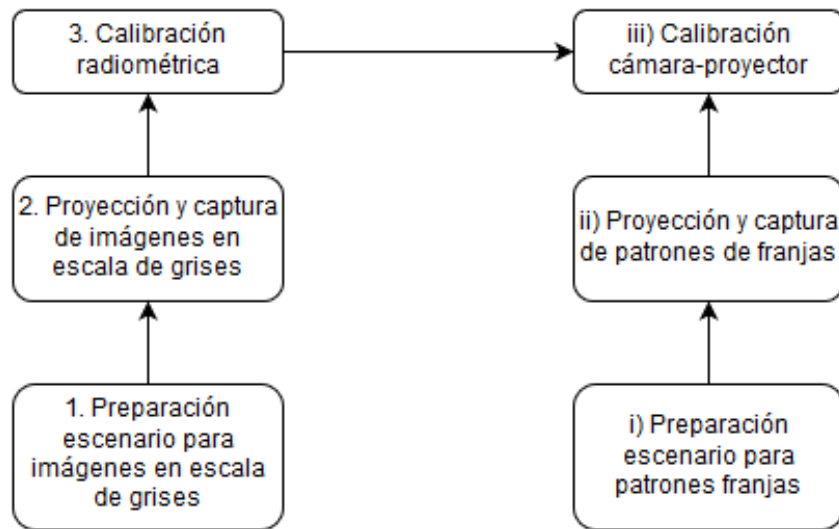 3. Calibración
radiométrica
iii) Calibración
cámara-proyector
2. Proyección y captura
de imágenes en
escala de grises
ii) Proyección y captura
de patrones de franjas
1. Preparación
escenario para
imágenes en escala
de grises
i) Preparación
escenario para
patrones franjas